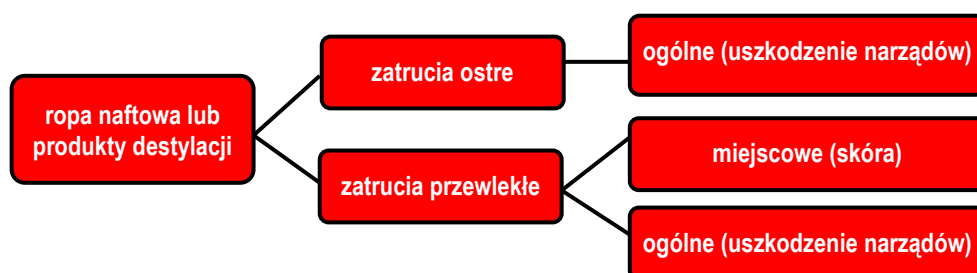 ropa naftowa lub
produkty destylacji
zatrucia ostre
zatrucia przewlekłe
ogólne (uszkodzenie narządów)
miejscowe (skóra)
ogólne (uszkodzenie narządów)